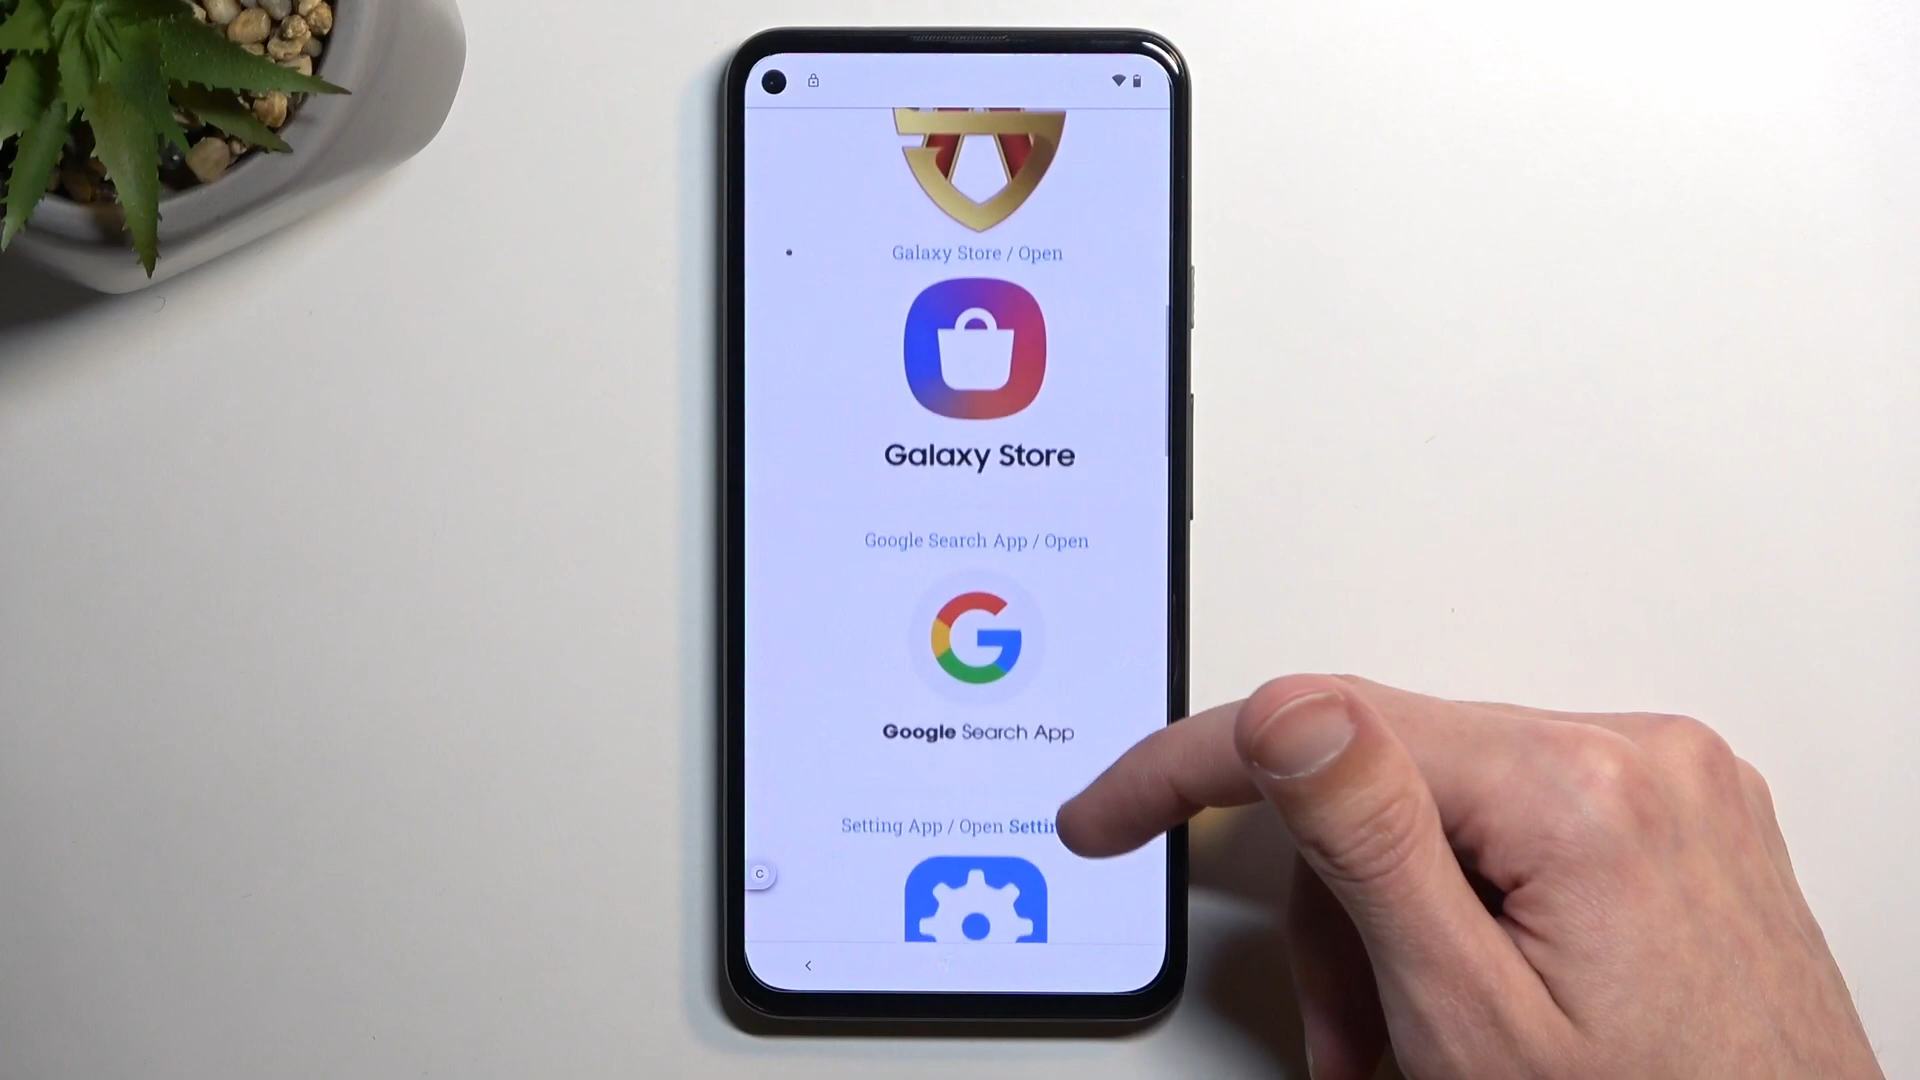 Galaxy Store / Open
Galaxy Store
Google Search App / Open
G
Google Search App
Setting App / Open
C